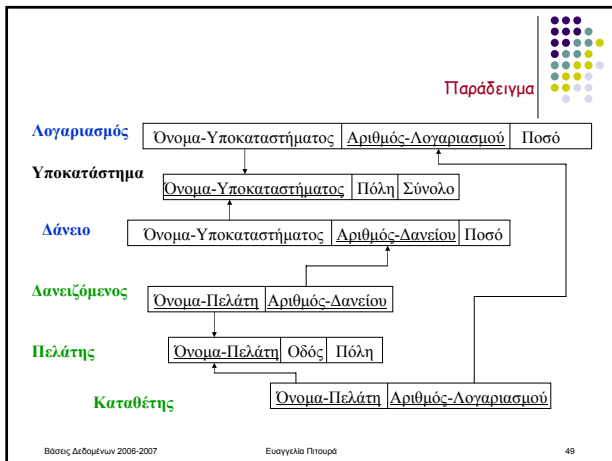 Παράδειγμα
Λογαριασμός Όνομα-Υποκαταστήματος Αριθμός-Λογαριασμού Ποσό
Υποκατάστημα Όνομα-Υποκαταστήματος Πόλη Σύνολο
Δάνειο Όνομα-Υποκαταστήματος Αριθμός-Δανείου Ποσό
Δανειζόμενος Όνομα-Πελάτη Αριθμός-Δανείου
Πελάτης Όνομα-Πελάτη Οδός Πόλη
Καταθέτης Όνομα-Πελάτη Αριθμός-Λογαριασμού
Βάσεις Δεδομένων 2006-2007 Ευαγγελία Πιτουρά 49